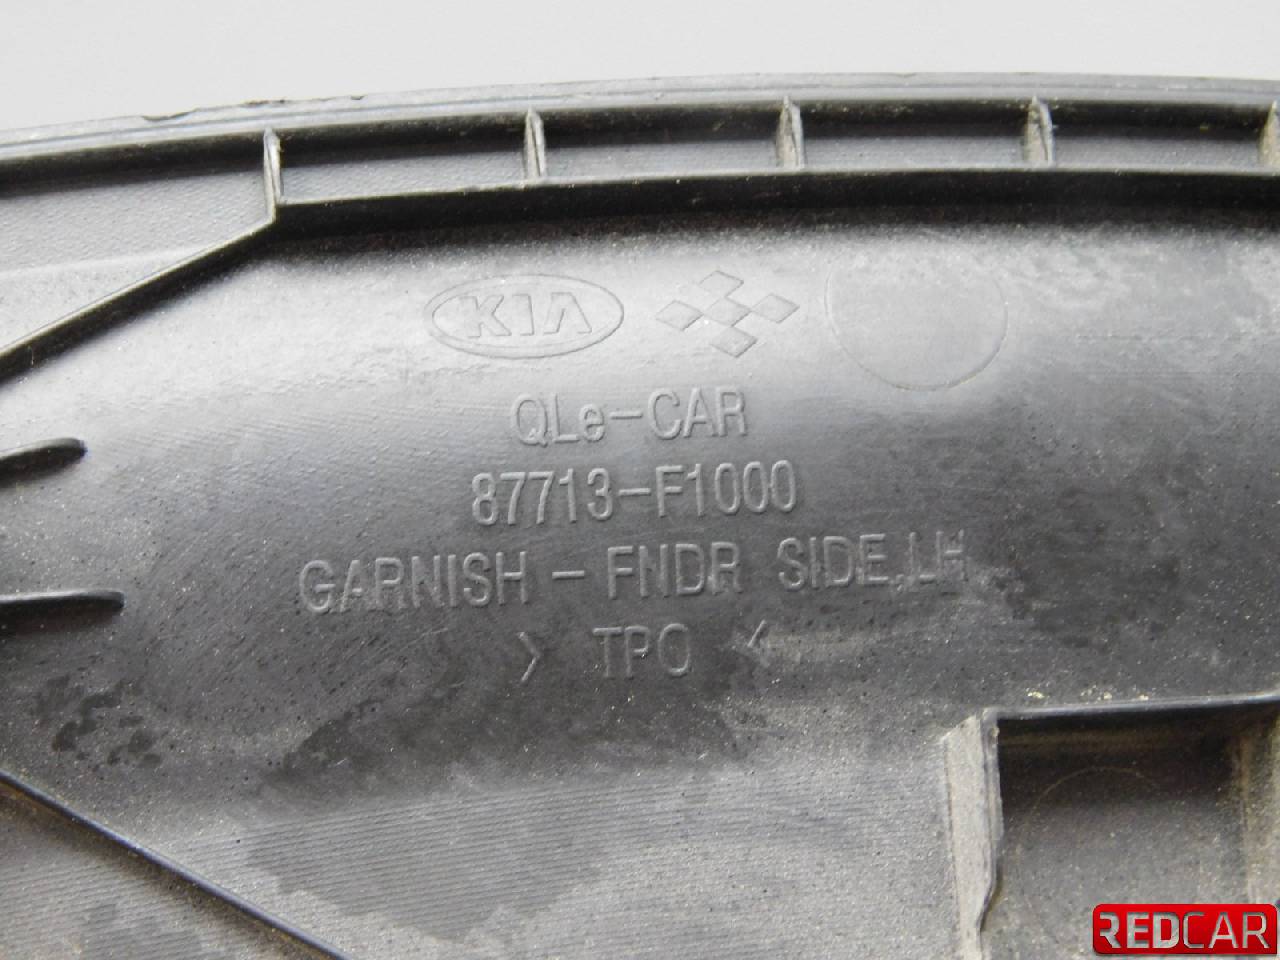 KIA
QLe-CAR
87713-F1000
GARNISH - FNDR SIDE,LH
> TPO <
REDCAR